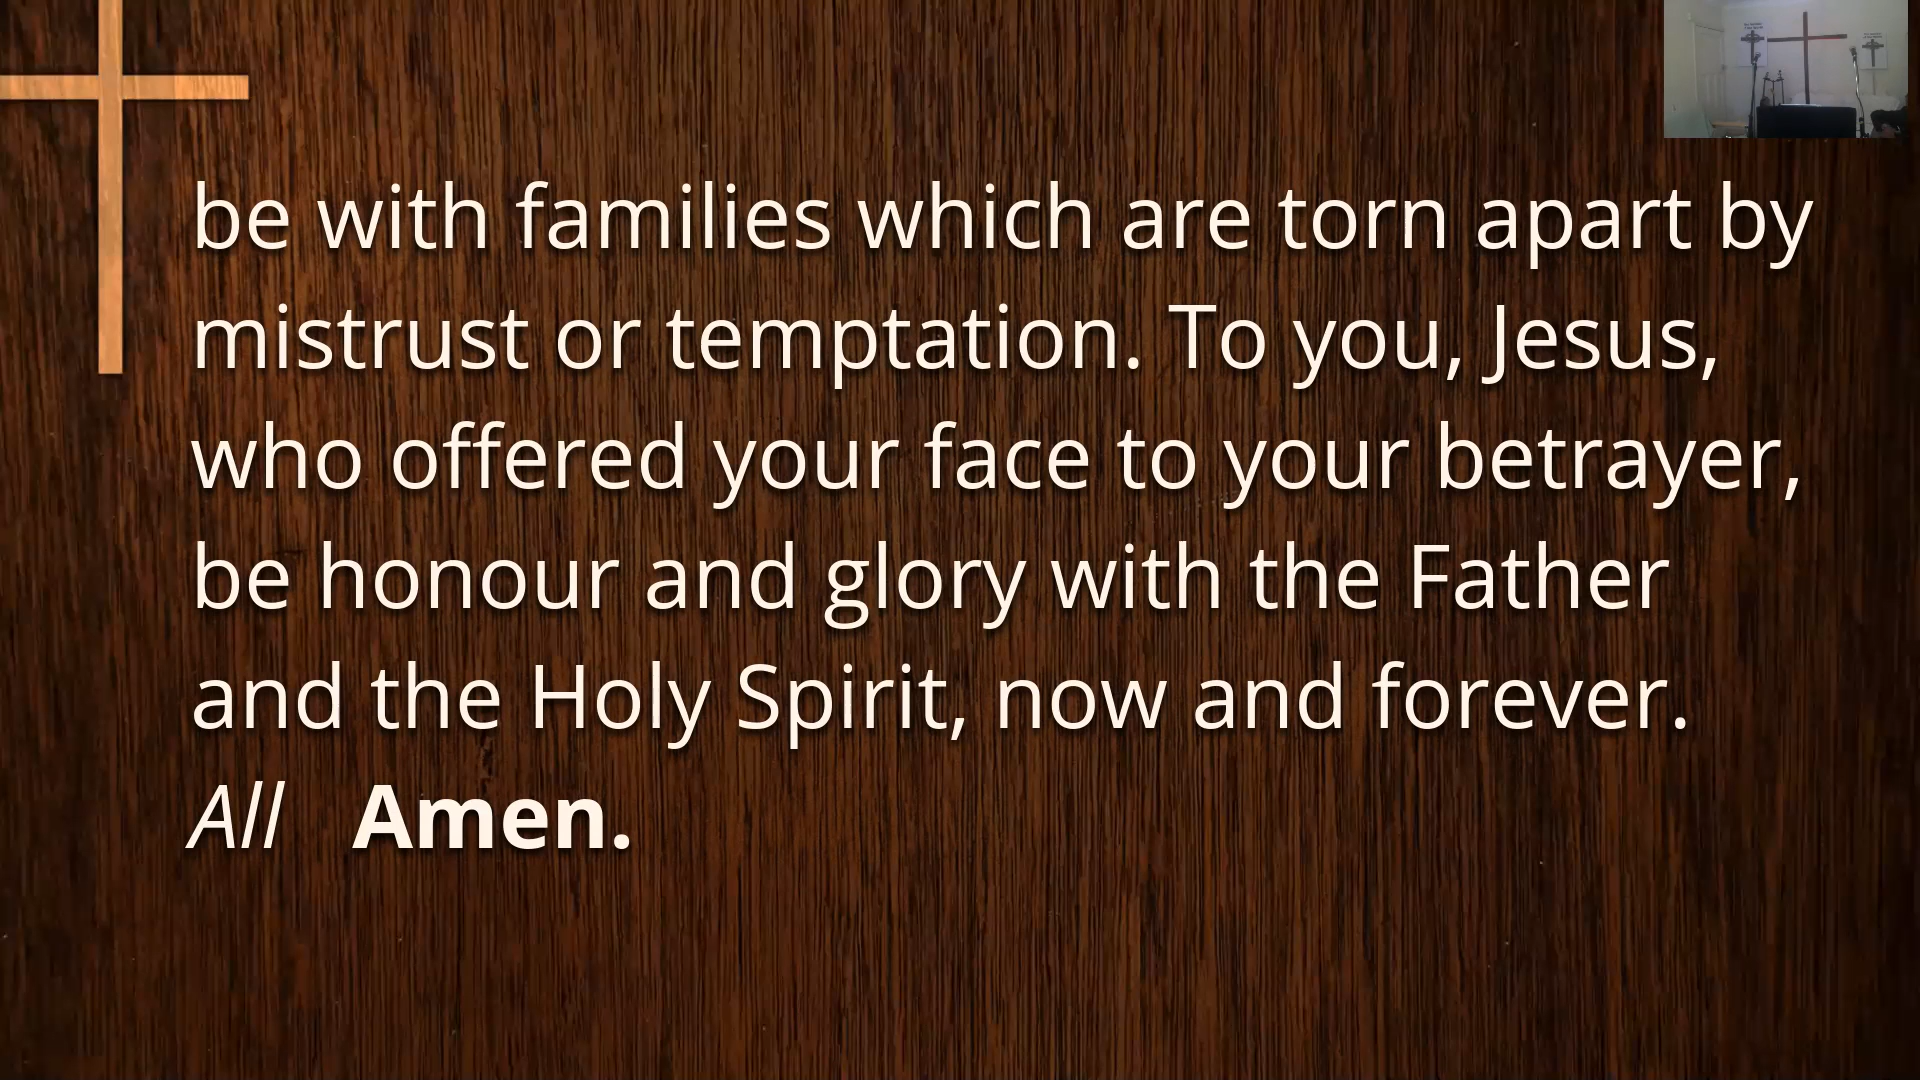 be with families which are torn apart by
mistrust or temptation. To you, Jesus,
who offered your face to your betrayer,
be honour and glory with the Father
and the Holy Spirit, now and forever.
All Amen.